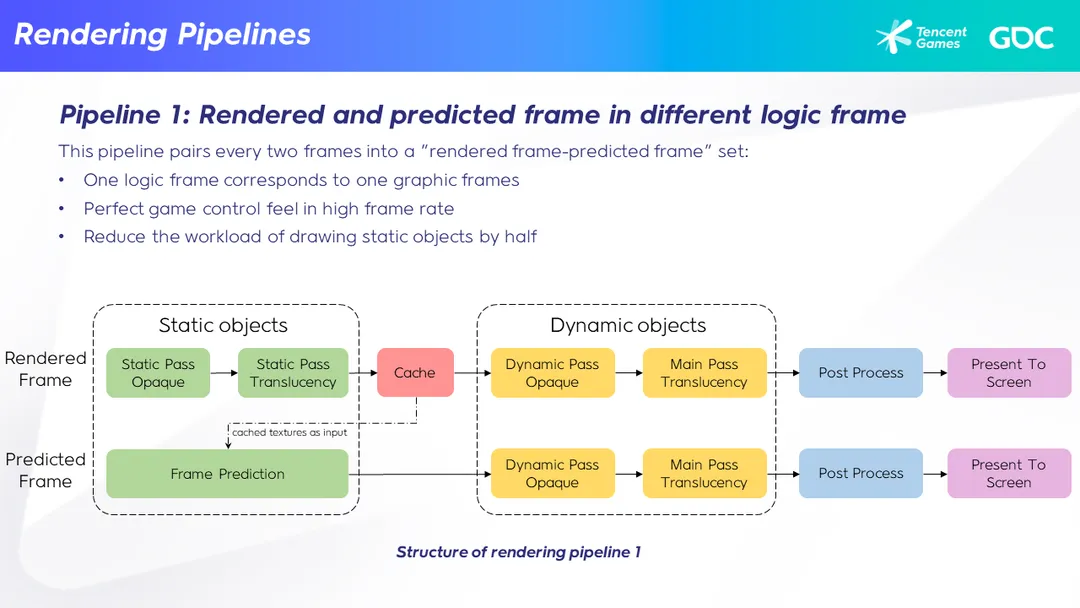 Rendering Pipelines
Tencent
Games
GDC
Pipeline 1: Rendered and predicted frame in different logic frame
This pipeline pairs every two frames into a "rendered frame-predicted frame" set:
• One logic frame corresponds to one graphic frames
• Perfect game control feel in high frame rate
• Reduce the workload of drawing static objects by half
Static objects
Dynamic objects
Rendered
Frame
Static Pass
Opaque
Static Pass
Translucency
Cache
Dynamic Pass
Opaque
Main Pass
Translucency
Post Process
Present To
Screen
cached textures as input
Predicted
Frame
Frame Prediction
Dynamic Pass
Opaque
Main Pass
Translucency
Post Process
Present To
Screen
Structure of rendering pipeline 1